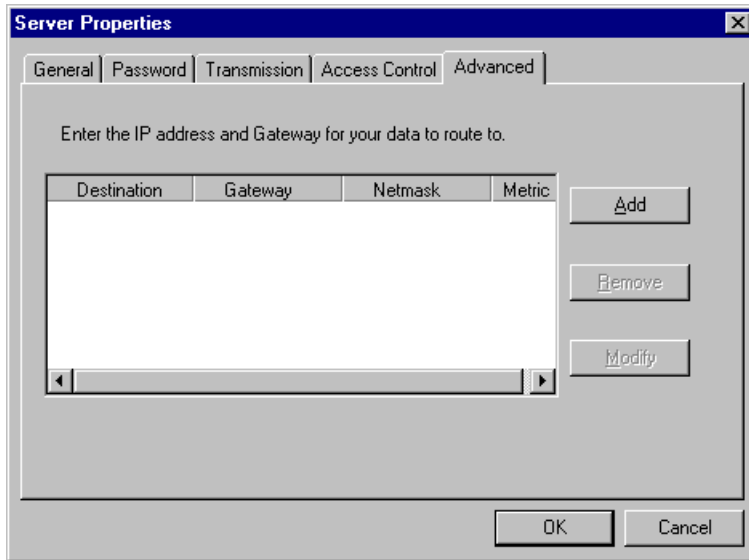 Server Properties
General Password Transmission Access Control Advanced
Enter the IP address and Gateway for your data to route to.
Destination Gateway Netmask Metric
Add
Remove
Modify
OK Cancel